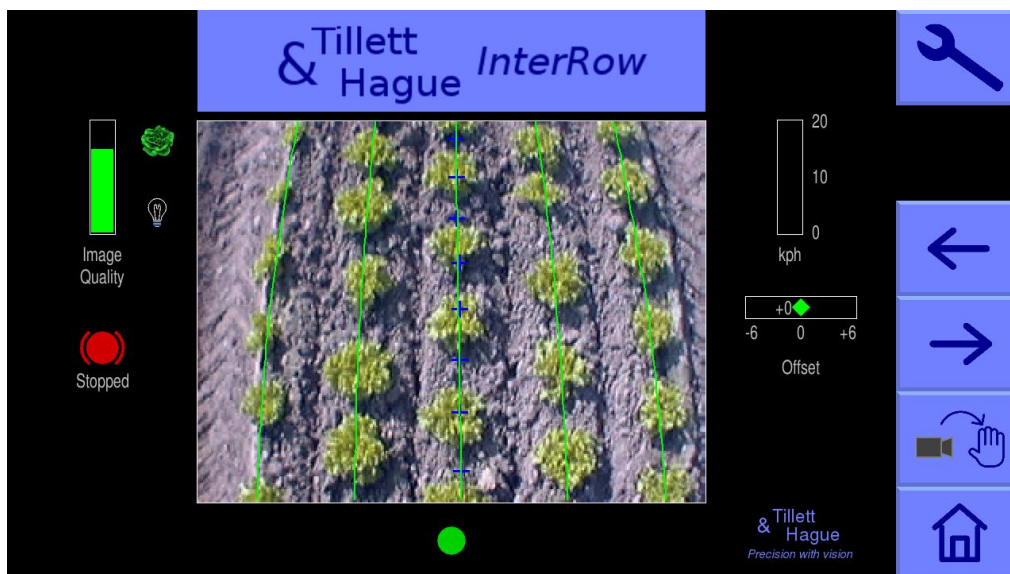 & Tillett
Hague
InterRow
Image
Quality
Stopped
20
10
0
kph
+0
-6 0 +6
Offset
& Tillett
Hague
Precision with vision